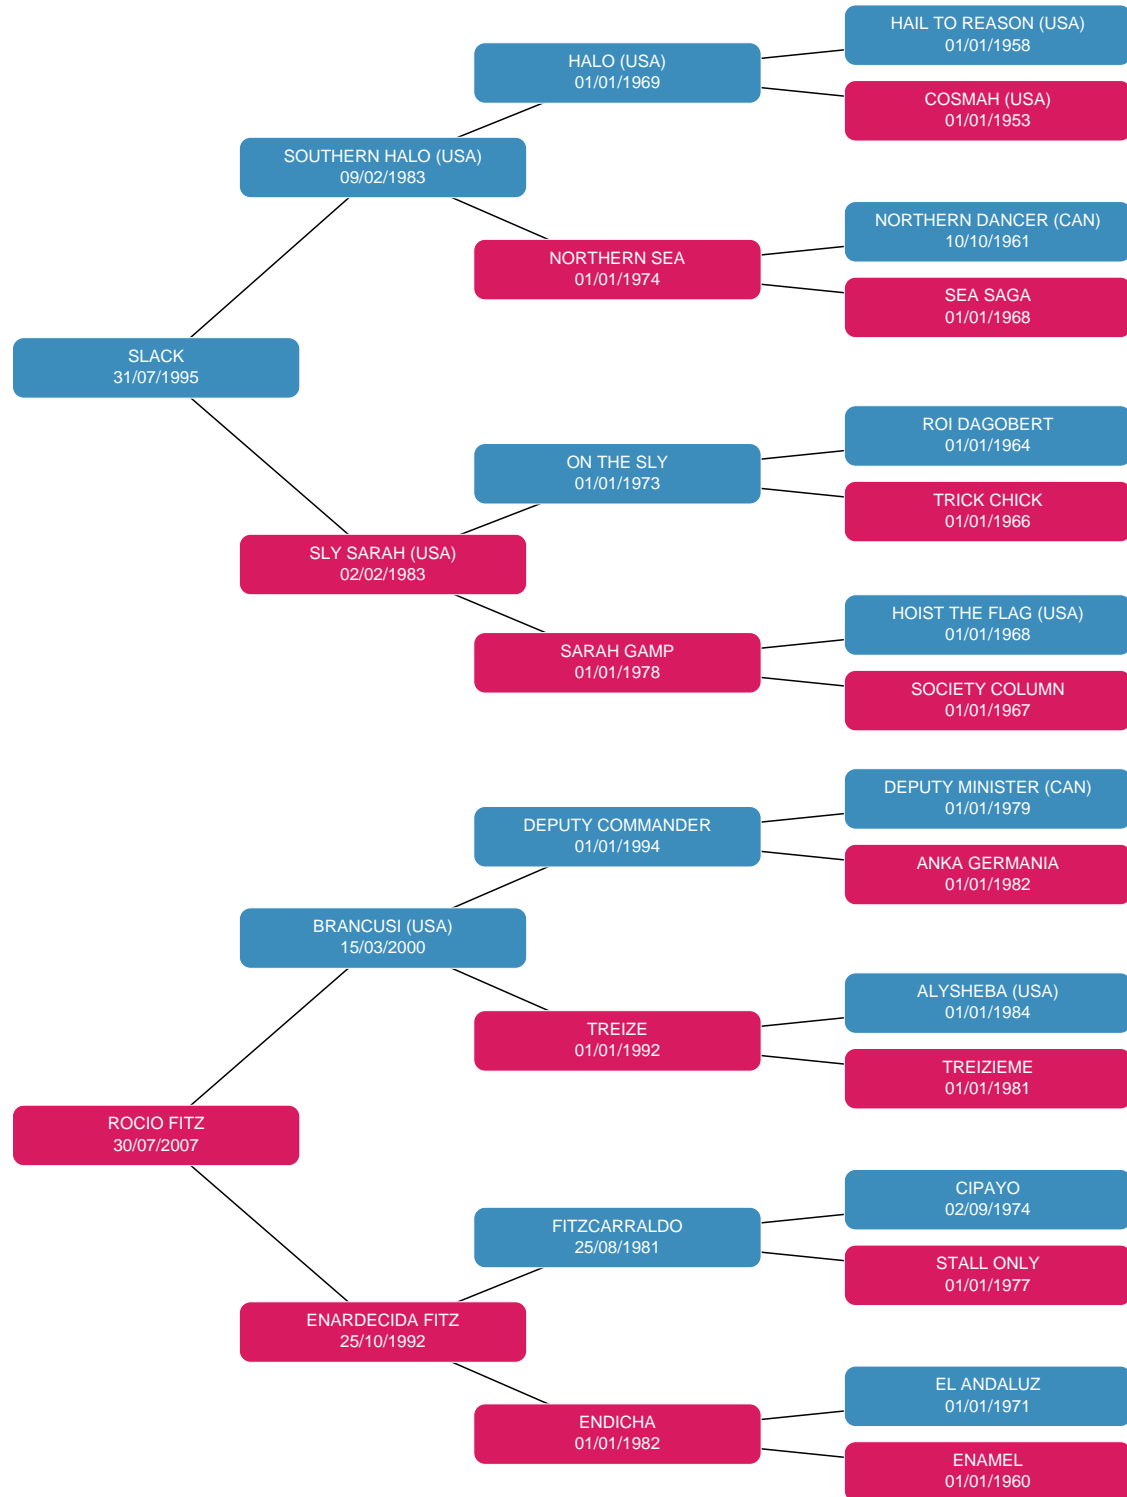 HAIL TO REASON (USA)
01/01/1958
HALO (USA)
01/01/1969
COSMAH (USA)
01/01/1953
SOUTHERN HALO (USA)
09/02/1983
NORTHERN DANCER (CAN)
10/10/1961
NORTHERN SEA
01/01/1974
SEA SAGA
01/01/1968
SLACK
31/07/1995
ROI DAGOBERT
01/01/1964
ON THE SLY
01/01/1973
TRICK CHICK
01/01/1966
SLY SARAH (USA)
02/02/1983
HOIST THE FLAG (USA)
01/01/1968
SARAH GAMP
01/01/1978
SOCIETY COLUMN
01/01/1967
DEPUTY MINISTER (CAN)
01/01/1979
DEPUTY COMMANDER
01/01/1994
ANKA GERMANIA
01/01/1982
BRANCUSI (USA)
15/03/2000
ALYSHEBA (USA)
01/01/1984
TREIZE
01/01/1992
TREIZIEME
01/01/1981
ROCIO FITZ
30/07/2007
CIPAYO
02/09/1974
FITZCARRALDO
25/08/1981
STALL ONLY
01/01/1977
ENARDECIDA FITZ
25/10/1992
EL ANDALUZ
01/01/1971
ENDICHA
01/01/1982
ENAMEL
01/01/1960